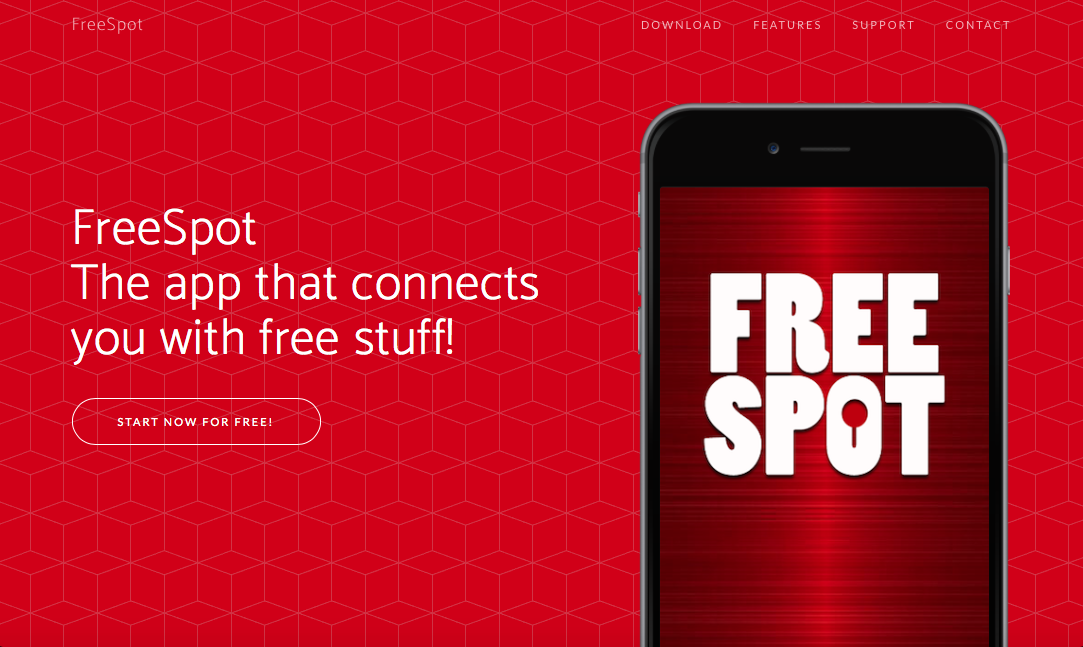 FreeSpot
DOWNLOAD FEATURES SUPPORT CONTACT
FreeSpot
The app that connects
you with free stuff!
START NOW FOR FREE!
FREE
SPOT